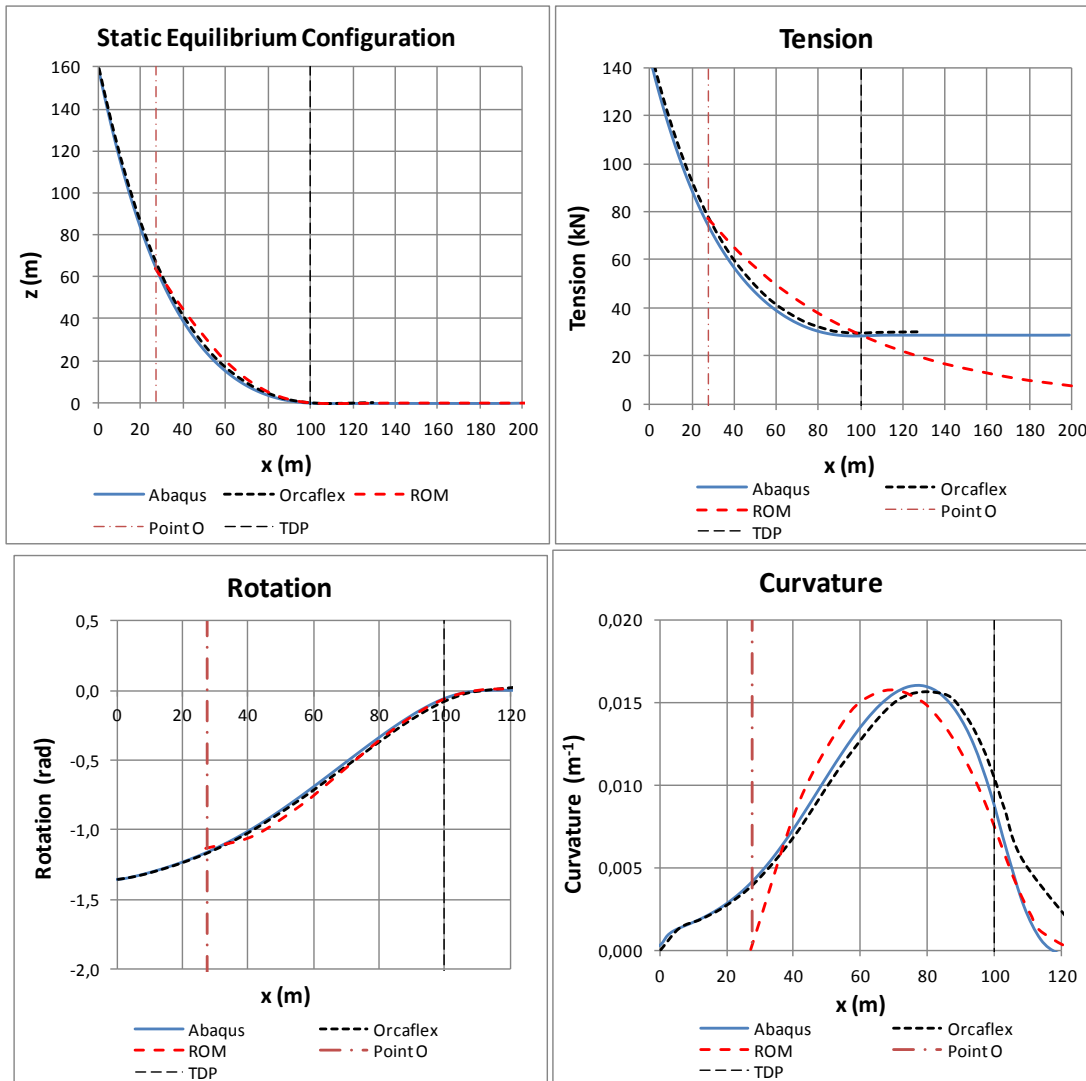 Static Equilibrium Configuration
160
140
120
100
80
60
40
20
0
z (m)
0 20 40 60 80 100 120 140 160 180 200
x (m)
Abaqus Orcaflex ROM
Point O TDP
Tension
140
120
100
80
60
40
20
0
Tension (kN)
0 20 40 60 80 100 120 140 160 180 200
x (m)
Abaqus Orcaflex
ROM Point O
TDP
Rotation
0,5
0,0
-0,5
-1,0
-1,5
-2,0
Rotation (rad)
0 20 40 60 80 100 120
x (m)
Abaqus Orcaflex
ROM Point O
TDP
Curvature
0,020
0,015
0,010
0,005
0,000
Curvature (m-1)
0 20 40 60 80 100 120
x (m)
Abaqus Orcaflex
ROM Point O
TDP